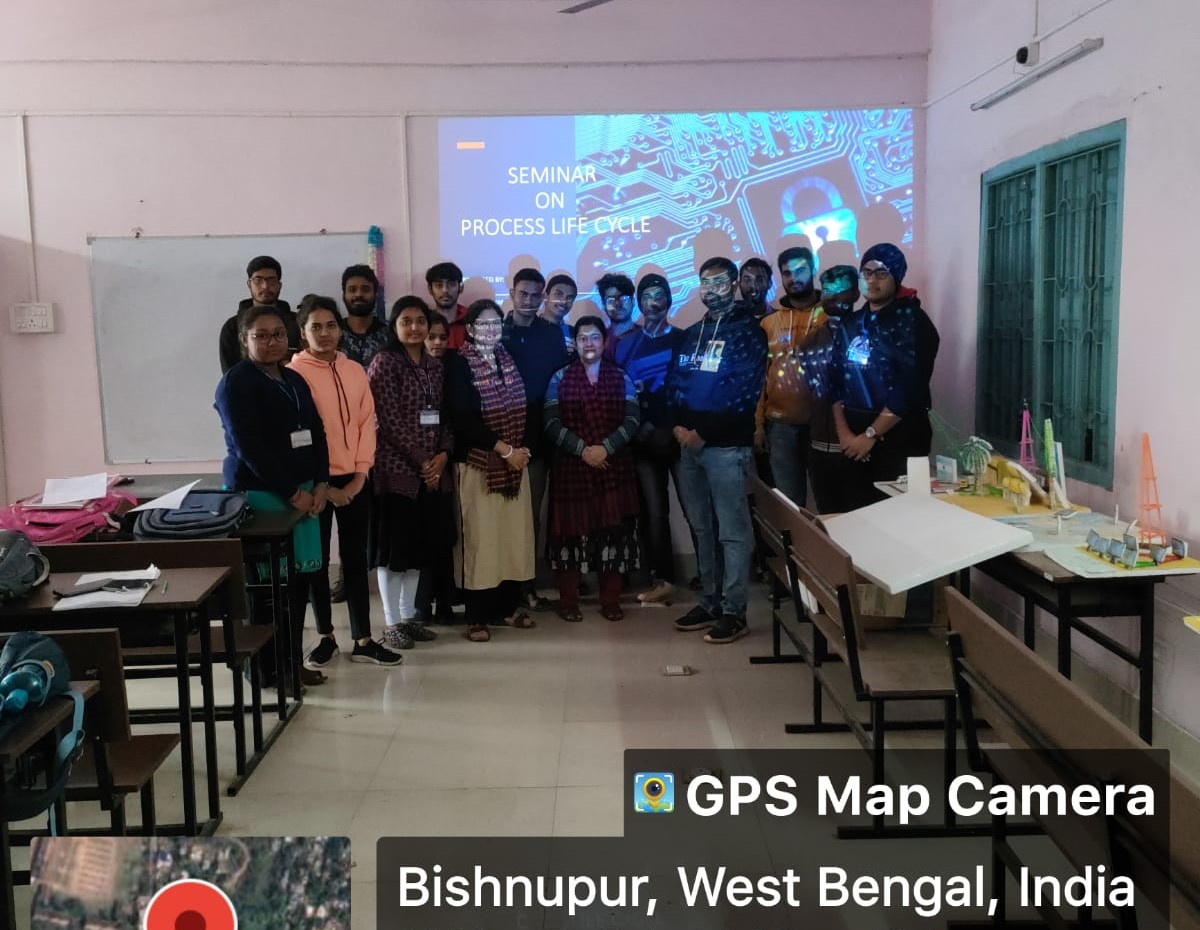 SEMINAR
ON
PROCESS LIFE CYCLE
GPS Map Camera
Bishnupur, West Bengal, India